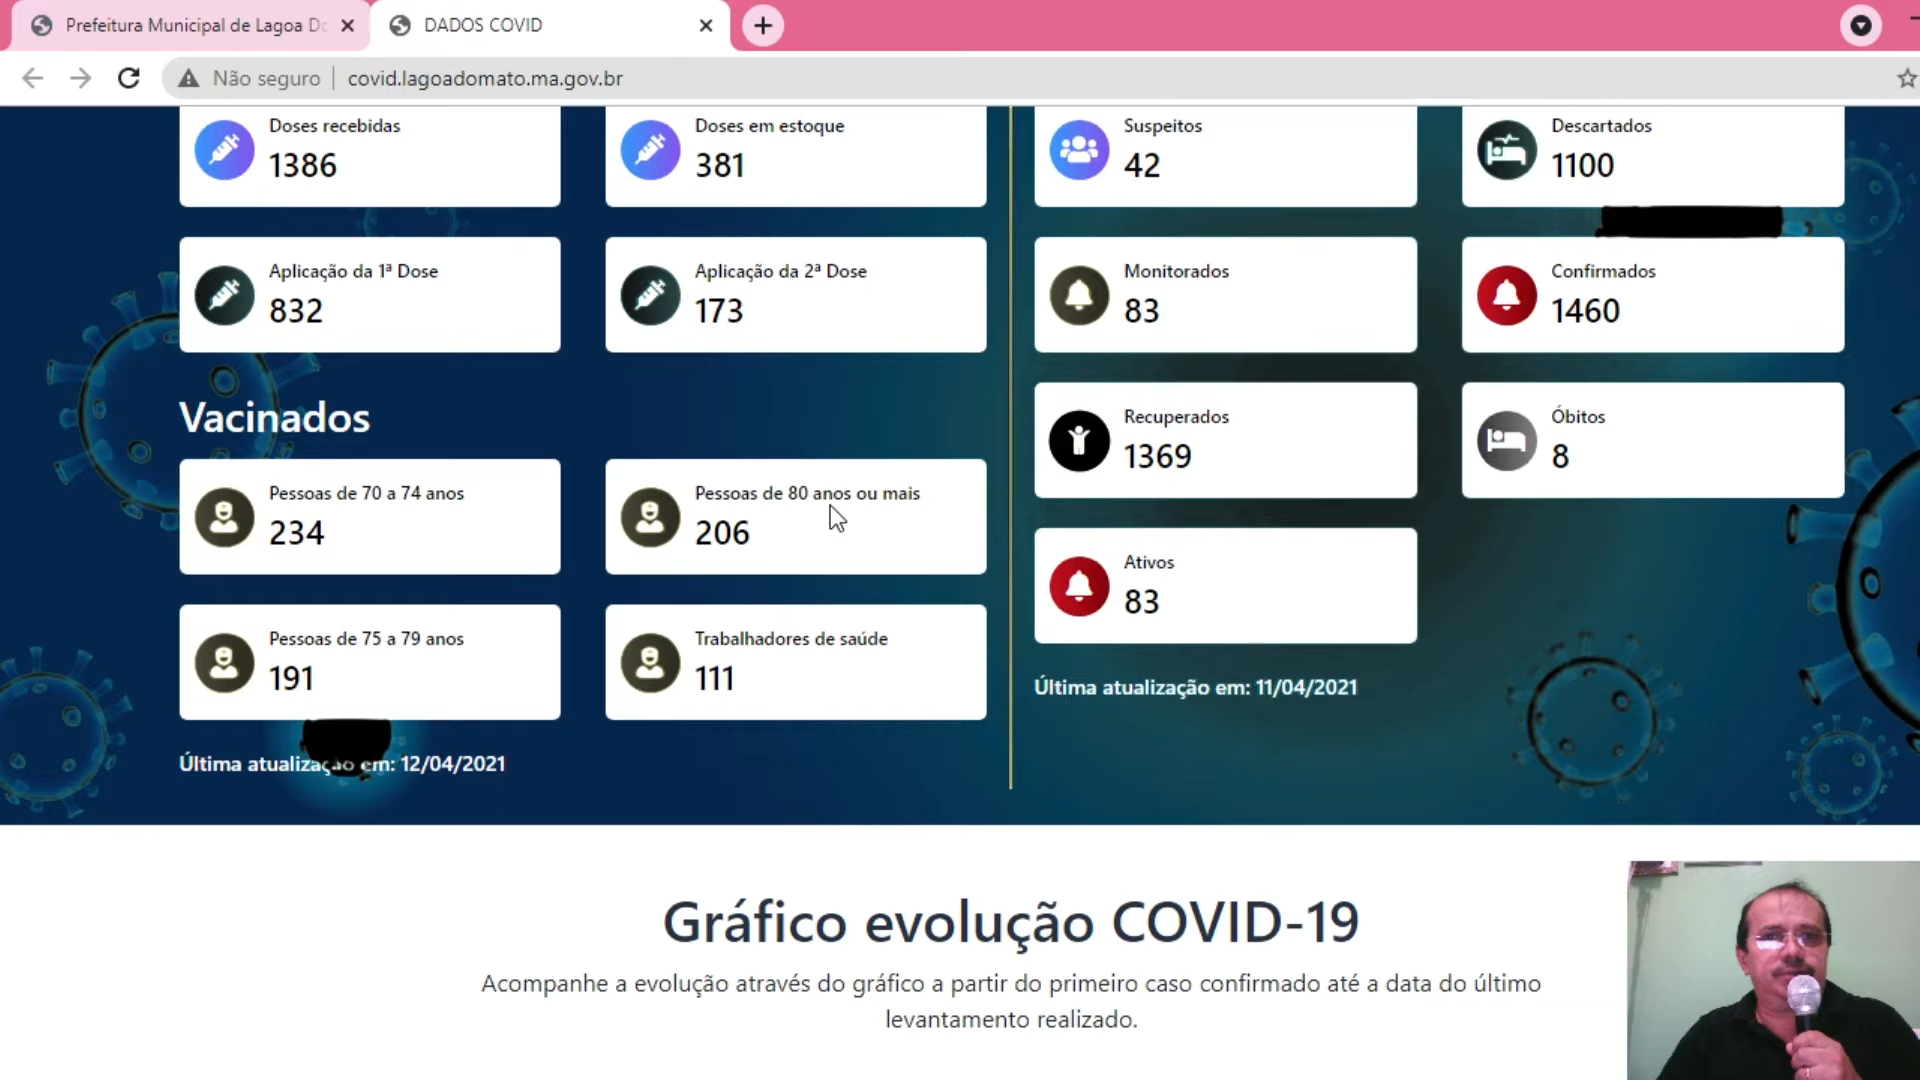 Prefeitura Municipal de Lagoa Do
DADOS COVID
Não seguro
covid.lagoadomato.ma.gov.br
Doses recebidas
1386
Doses em estoque
381
Aplicação da 1ª Dose
832
Aplicação da 2ª Dose
173
Vacinados
Pessoas de 70 a 74 anos
234
Pessoas de 80 anos ou mais
206
Pessoas de 75 a 79 anos
191
Trabalhadores de saúde
111
Última atualização em: 12/04/2021
Suspeitos
42
Descartados
1100
Monitorados
83
Confirmados
1460
Recuperados
1369
Óbitos
8
Ativos
83
Última atualização em: 11/04/2021
Gráfico evolução COVID-19
Acompanhe a evolução através do gráfico a partir do primeiro caso confirmado até a data do último
levantamento realizado.